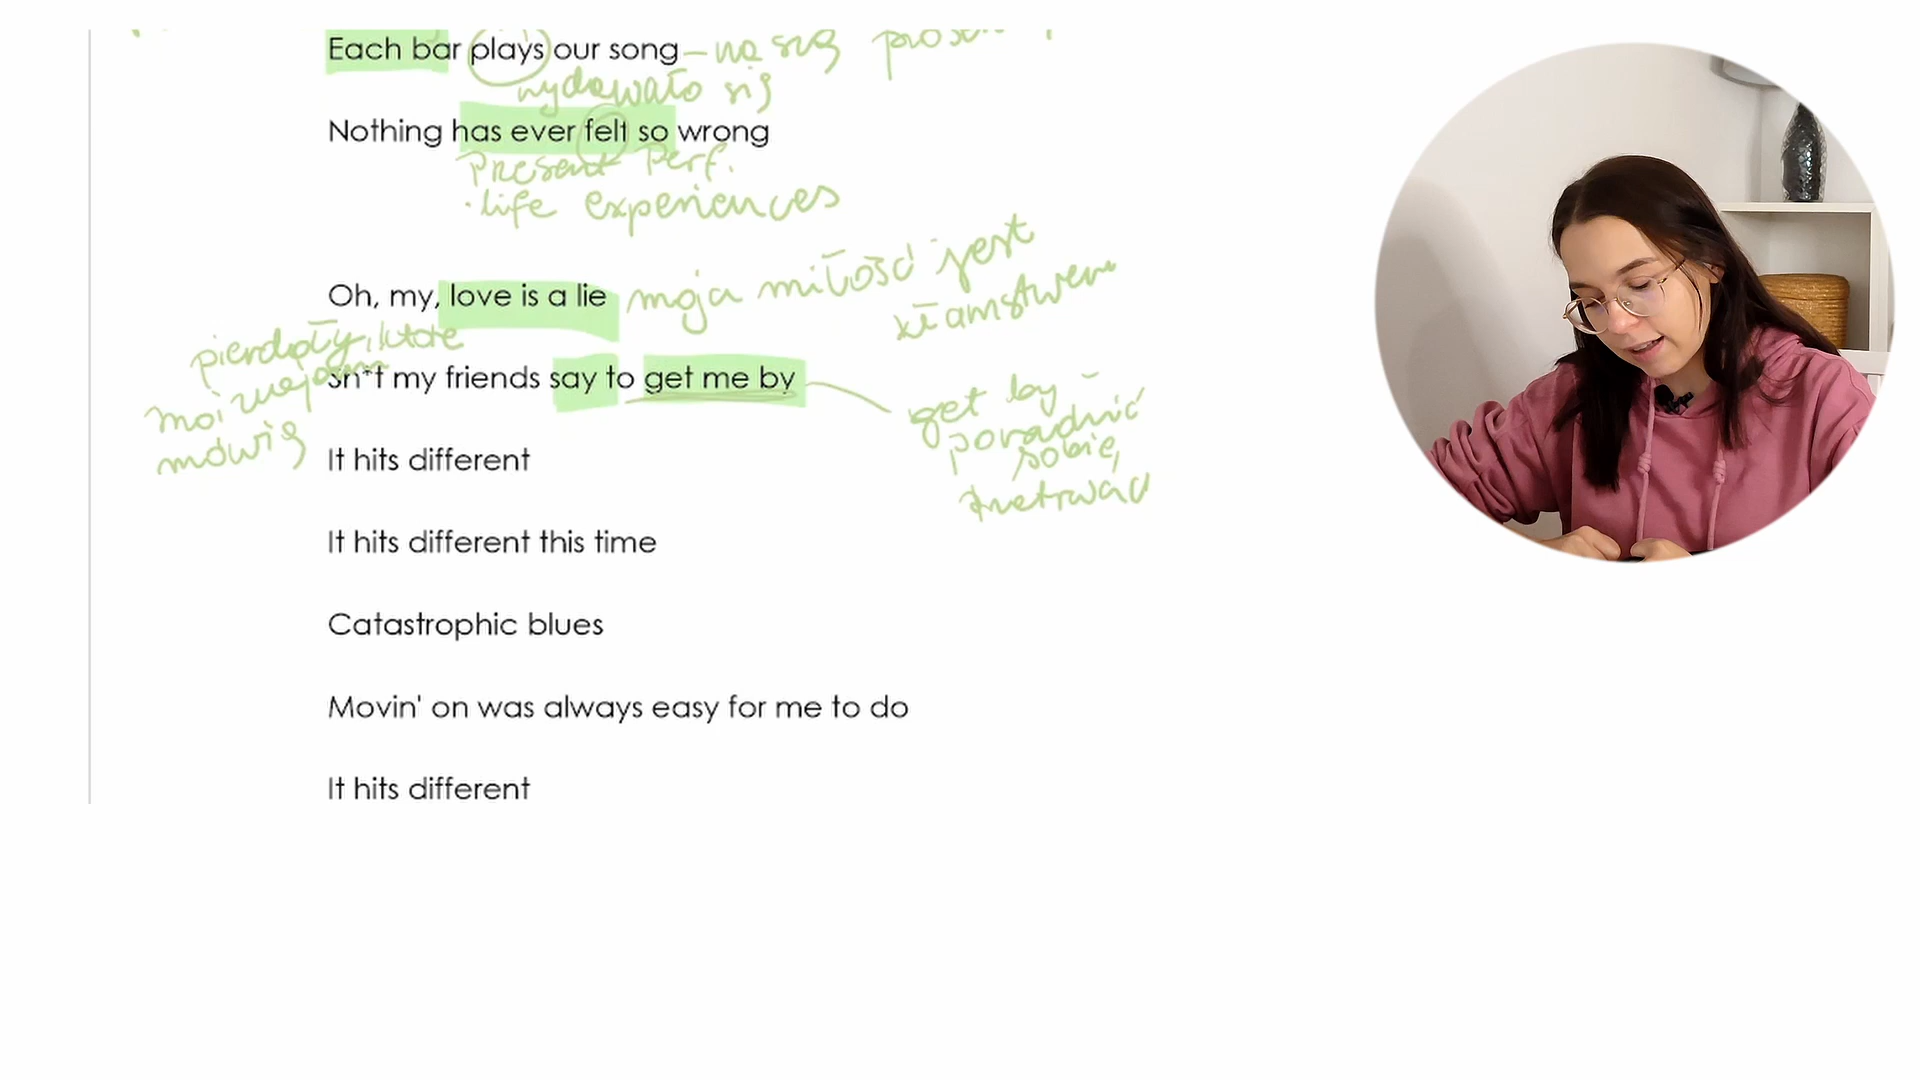 Each bar plays our song – na
wydawało się
Nothing has ever felt so wrong
Present Perf.
• life experiences
Oh, my, love is a lie moja miłość jest
kłamstwem
pierdoły, które
Sh*t my friends say to get me by
moi znajomi
mówią
get by –
poradzić
sobie,
przetrwać
It hits different
It hits different this time
Catastrophic blues
Movin' on was always easy for me to do
It hits different